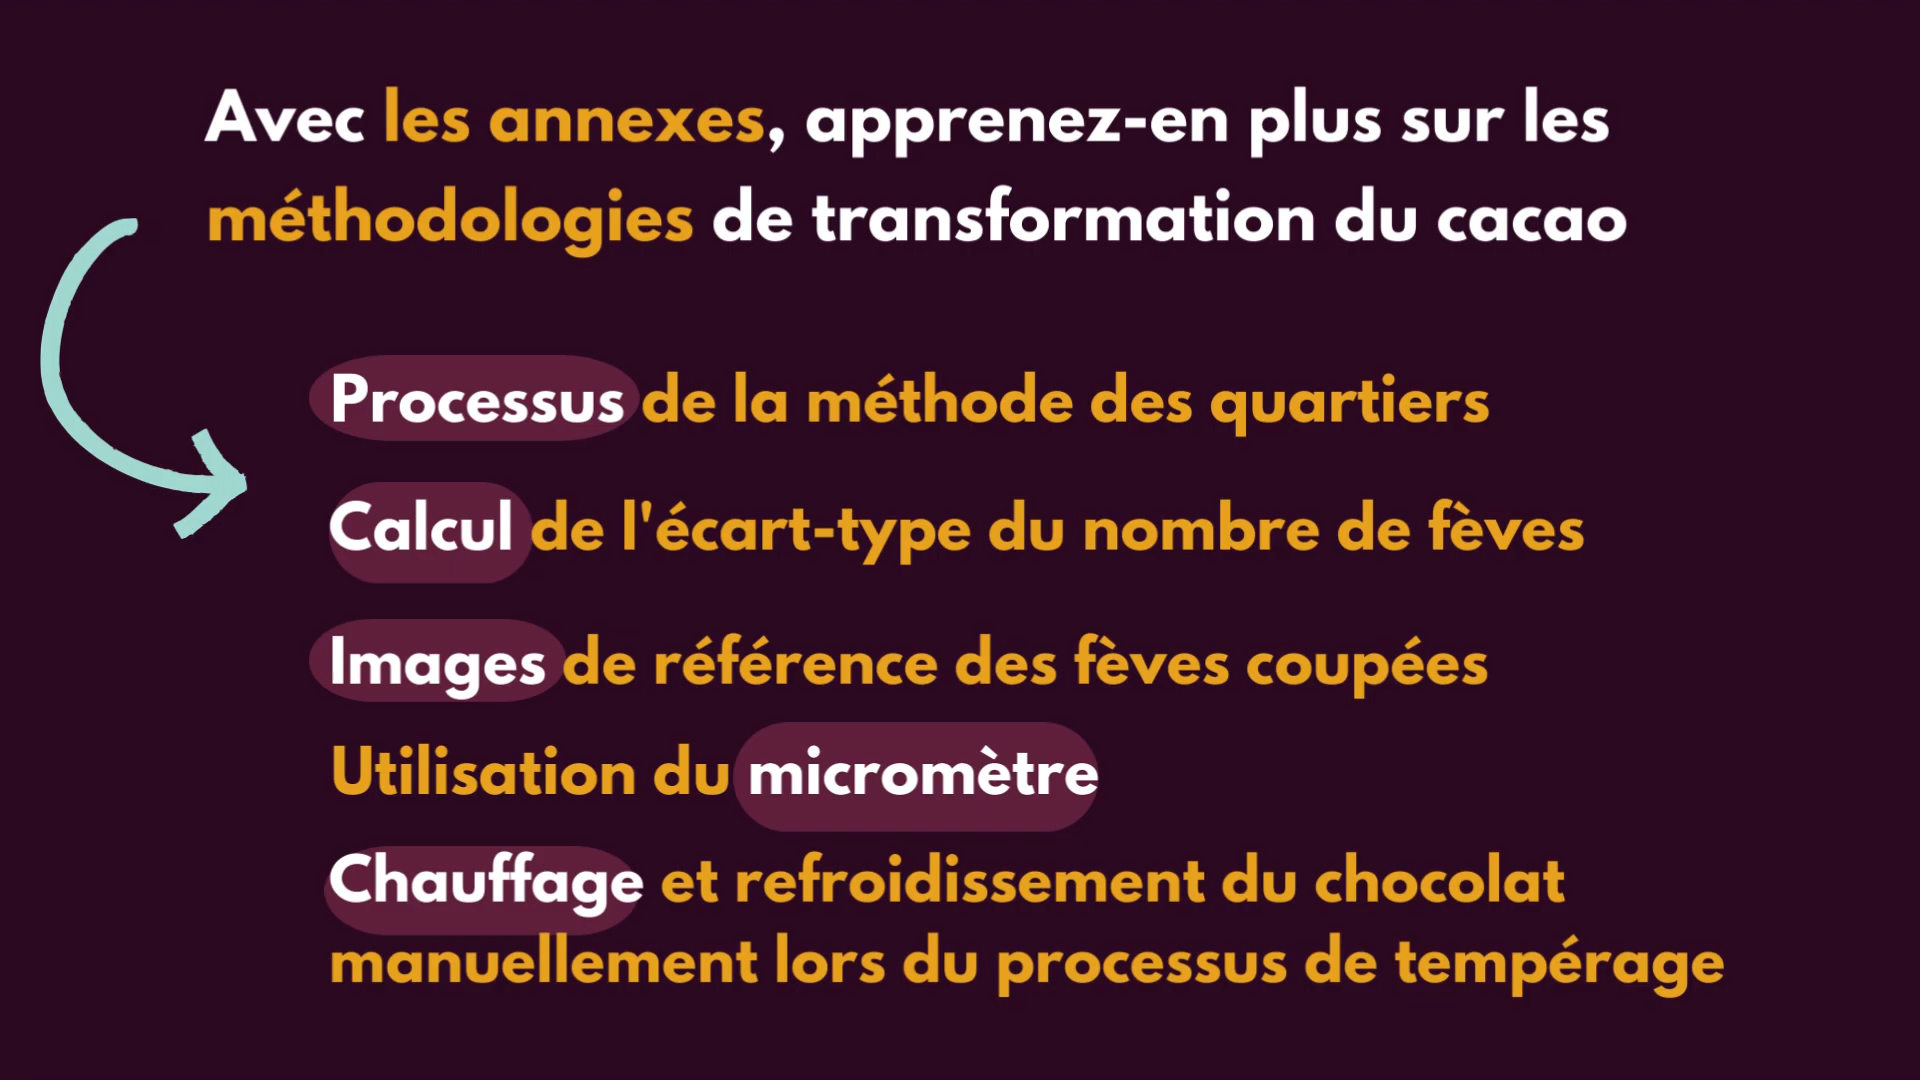 Avec les annexes, apprenez-en plus sur les
méthodologies de transformation du cacao
Processus de la méthode des quartiers
Calcul de l'écart-type du nombre de fèves
Images de référence des fèves coupées
Utilisation du micromètre
Chauffage et refroidissement du chocolat
manuellement lors du processus de tempérage